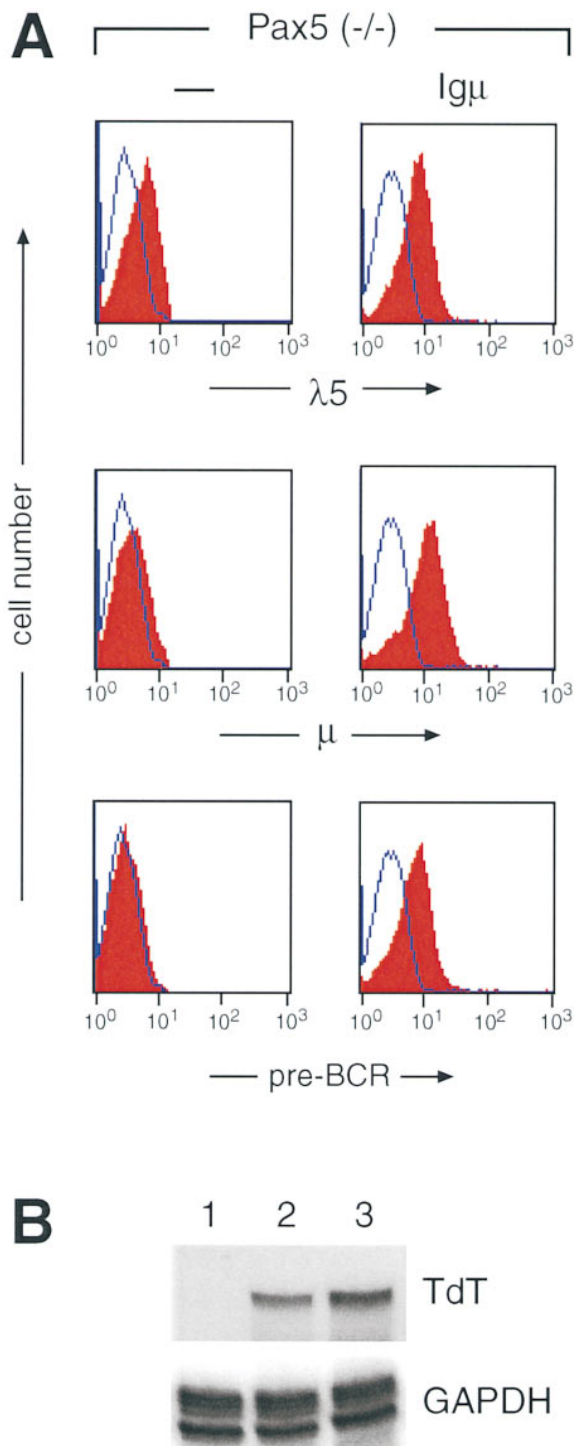 A
Pax5 (-/-)
— Igμ
10⁰ 10¹ 10² 10³ 10⁰ 10¹ 10² 10³
λ5
10⁰ 10¹ 10² 10³ 10⁰ 10¹ 10² 10³
μ
10⁰ 10¹ 10² 10³ 10⁰ 10¹ 10² 10³
pre-BCR
cell number
B
1 2 3
TdT
GAPDH